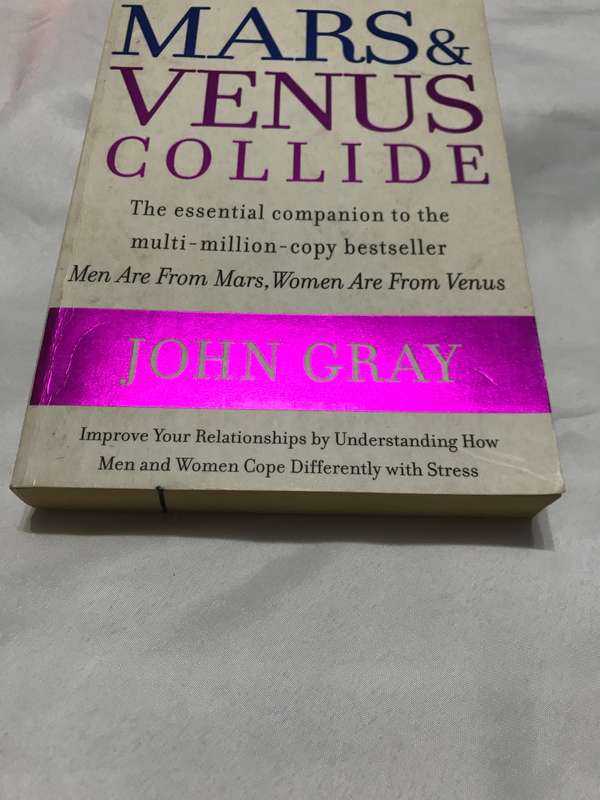 MARS &
VENUS
COLLIDE
The essential companion to the
multi-million-copy bestseller
Men Are From Mars, Women Are From Venus
JOHN GRAY
Improve Your Relationships by Understanding How
Men and Women Cope Differently with Stress